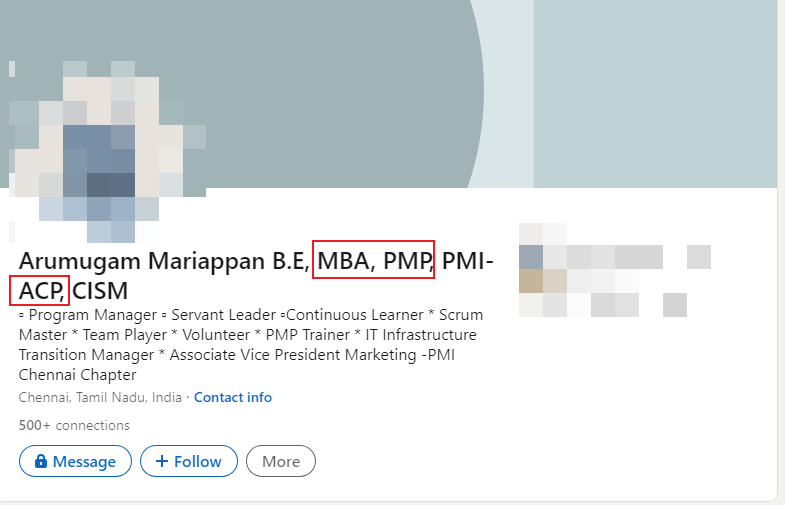 Arumugam Mariappan B.E, MBA, PMP, PMI-
ACP, CISM
▫ Program Manager ▫ Servant Leader ▫Continuous Learner * Scrum
Master * Team Player * Volunteer * PMP Trainer * IT Infrastructure
Transition Manager * Associate Vice President Marketing -PMI
Chennai Chapter
Chennai, Tamil Nadu, India · Contact info
500+ connections
Message
+ Follow
More